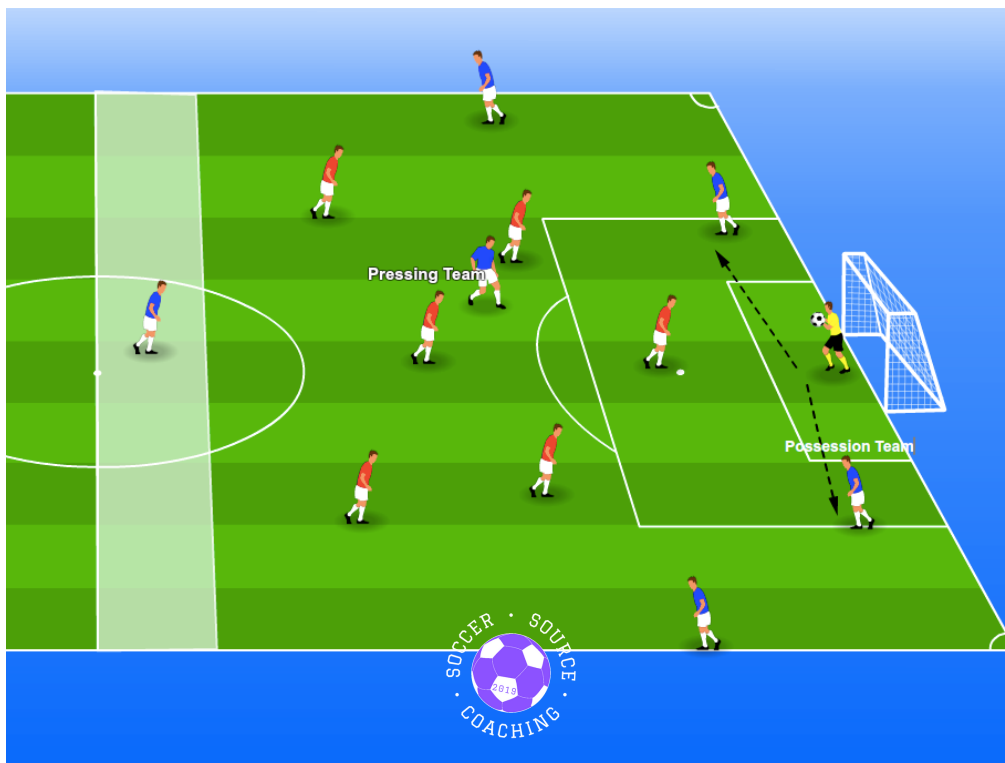 Pressing Team
Possession Team
SOCCER · SOURCE
· COACHING ·
2019